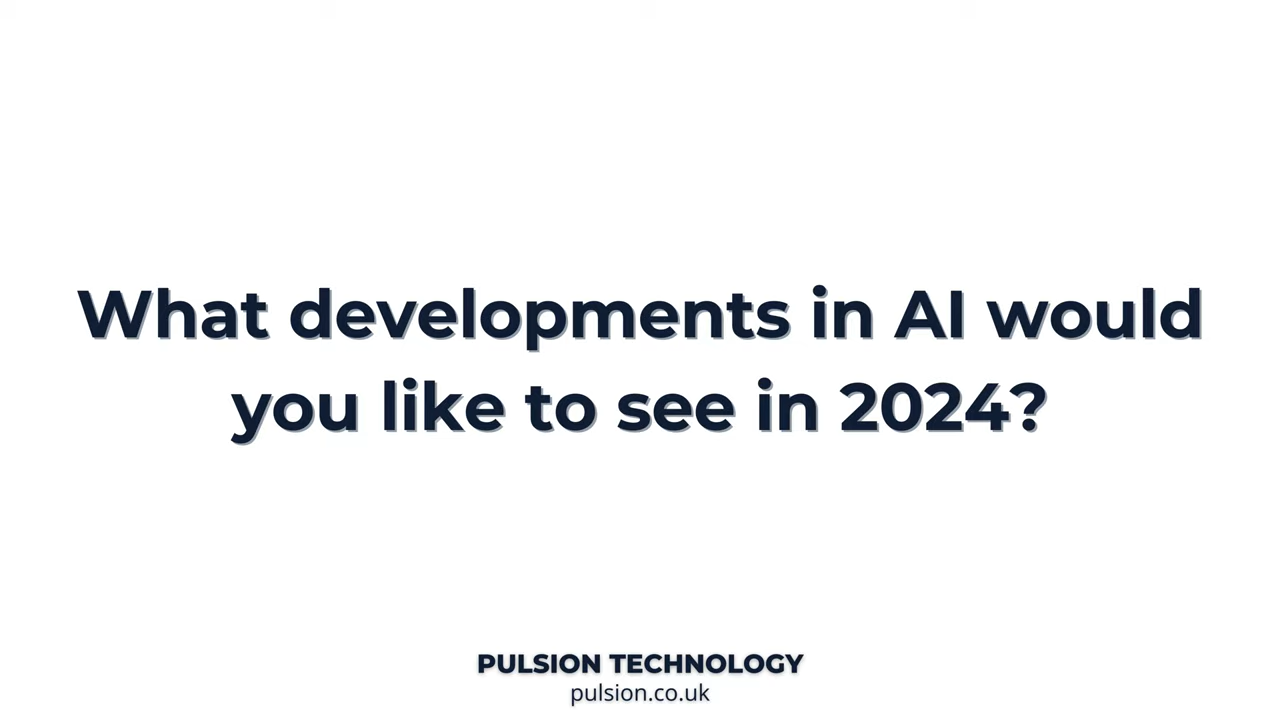 What developments in AI would
you like to see in 2024?
PULSION TECHNOLOGY
pulsion.co.uk